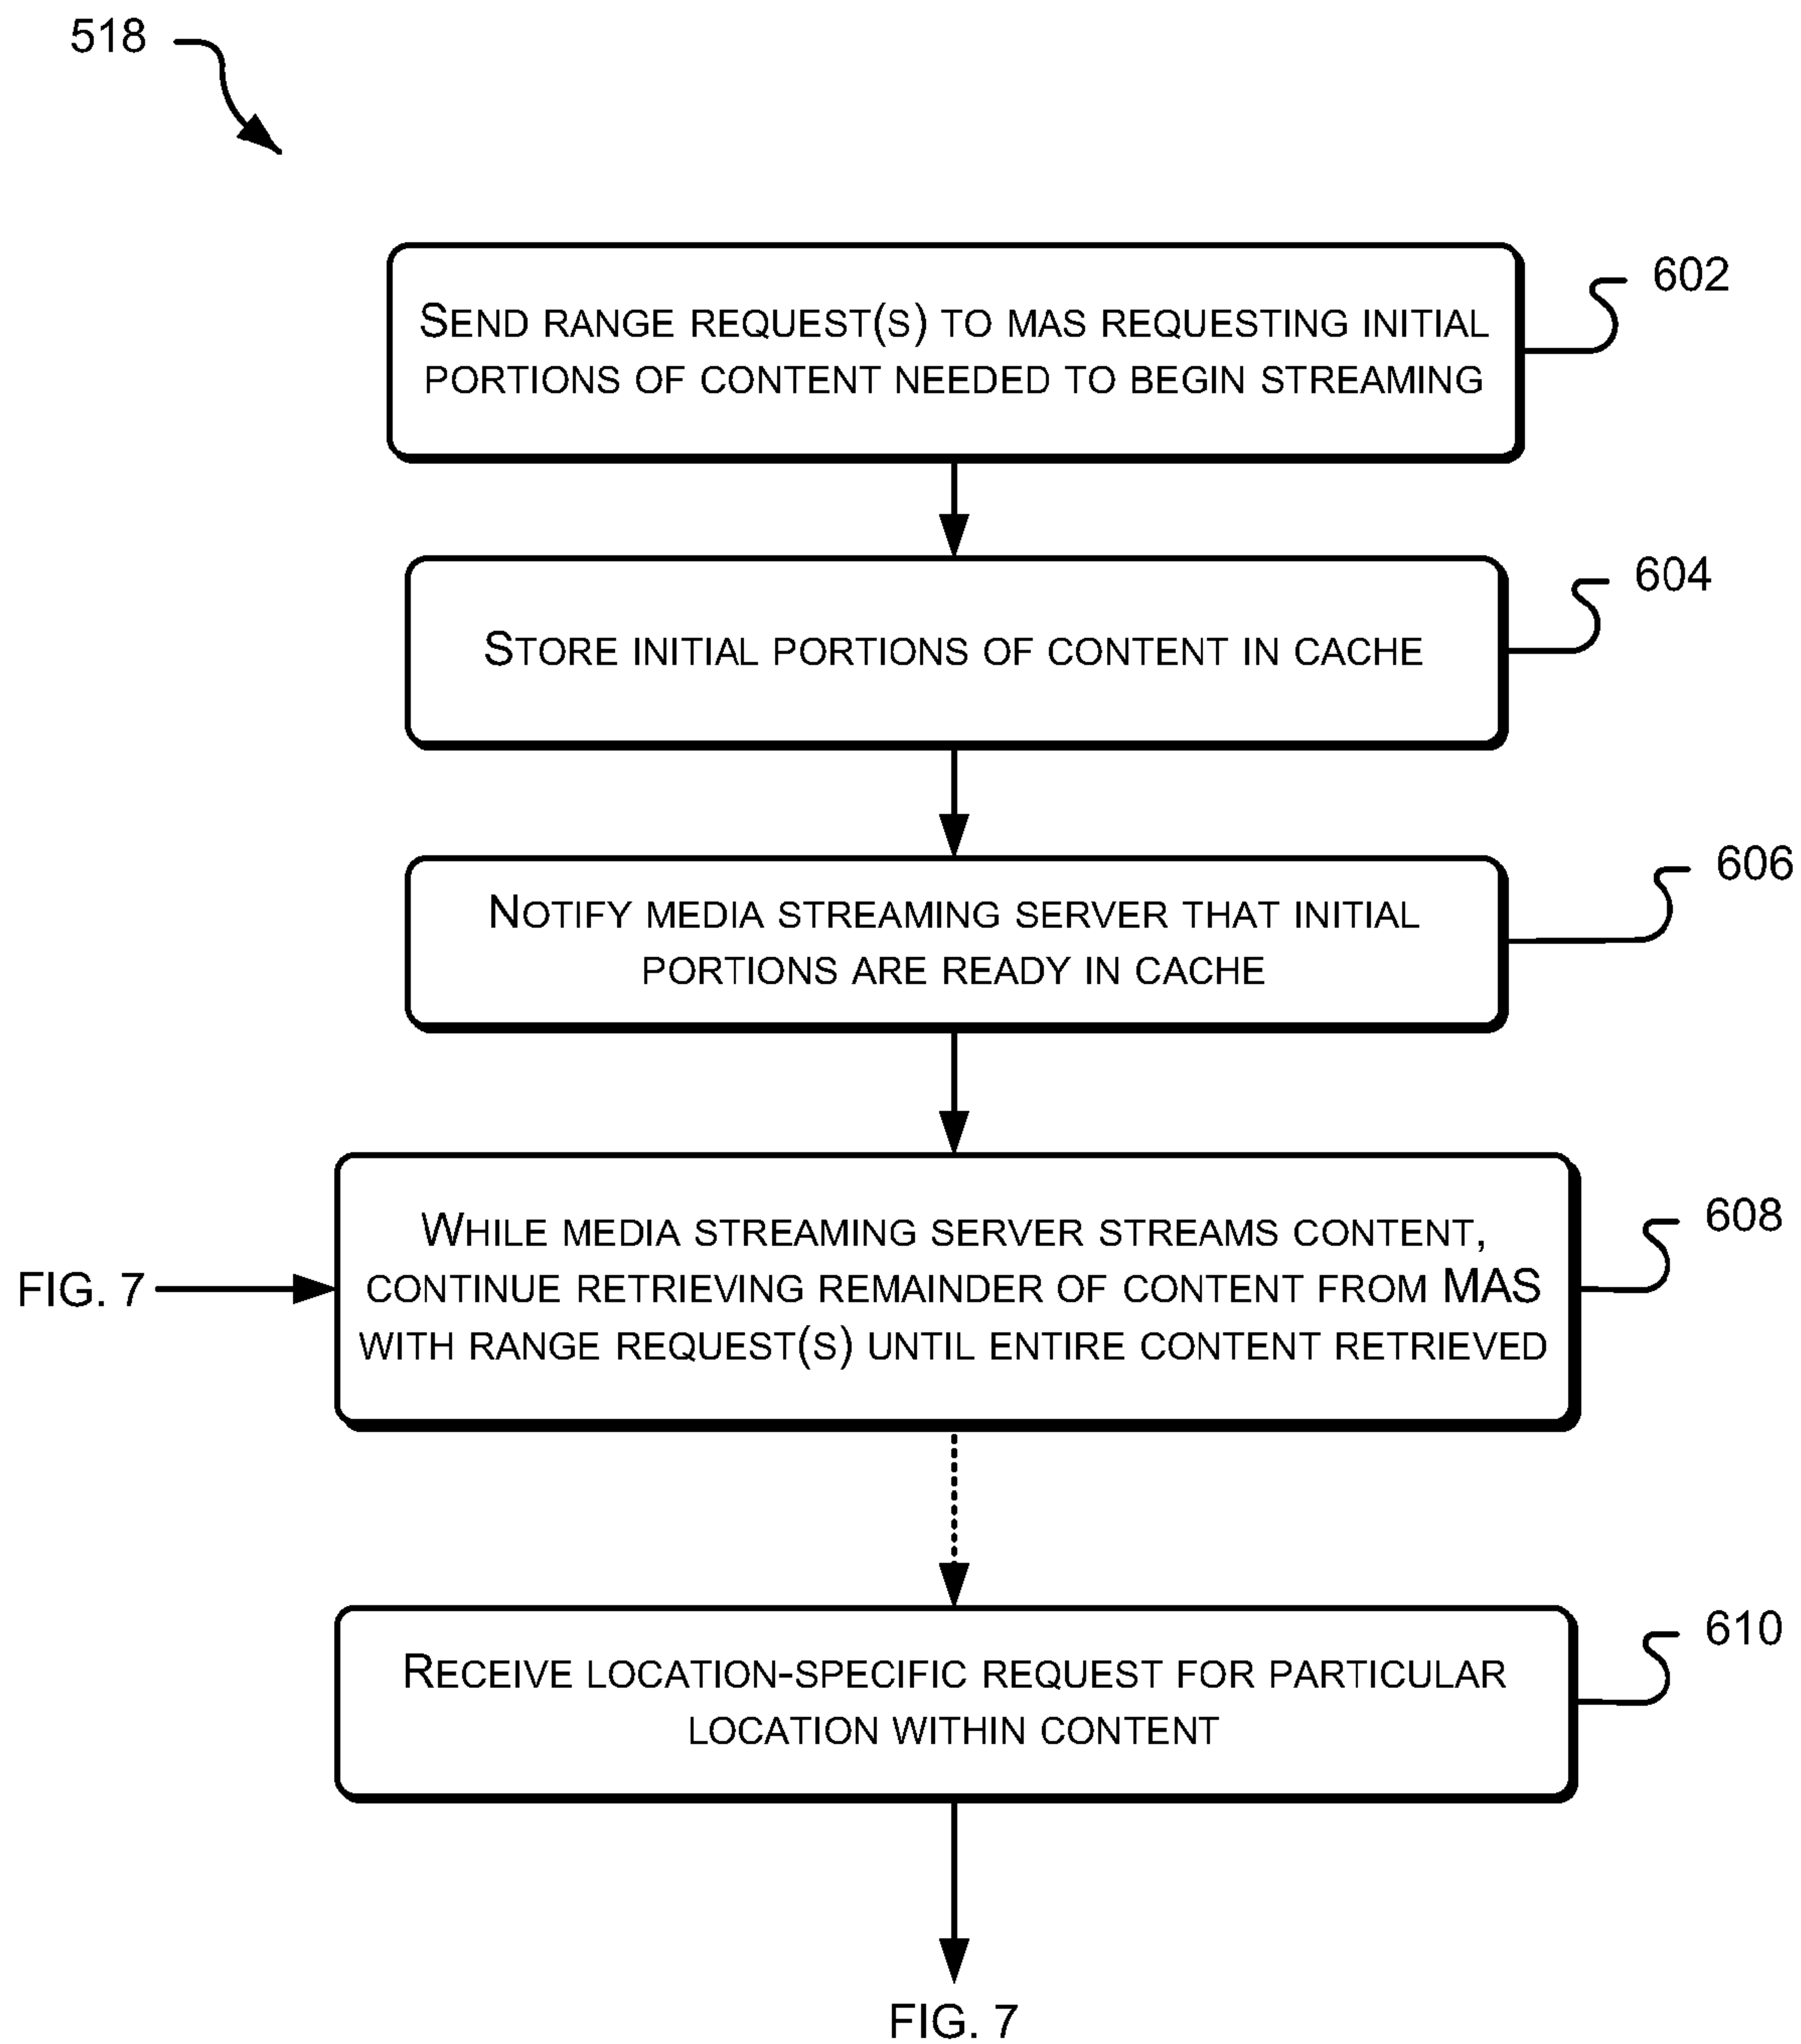 518
602
SEND RANGE REQUEST(S) TO MAS REQUESTING INITIAL
PORTIONS OF CONTENT NEEDED TO BEGIN STREAMING
604
STORE INITIAL PORTIONS OF CONTENT IN CACHE
606
NOTIFY MEDIA STREAMING SERVER THAT INITIAL
PORTIONS ARE READY IN CACHE
608
WHILE MEDIA STREAMING SERVER STREAMS CONTENT,
CONTINUE RETRIEVING REMAINDER OF CONTENT FROM MAS
WITH RANGE REQUEST(S) UNTIL ENTIRE CONTENT RETRIEVED
FIG. 7
610
RECEIVE LOCATION-SPECIFIC REQUEST FOR PARTICULAR
LOCATION WITHIN CONTENT
FIG. 7